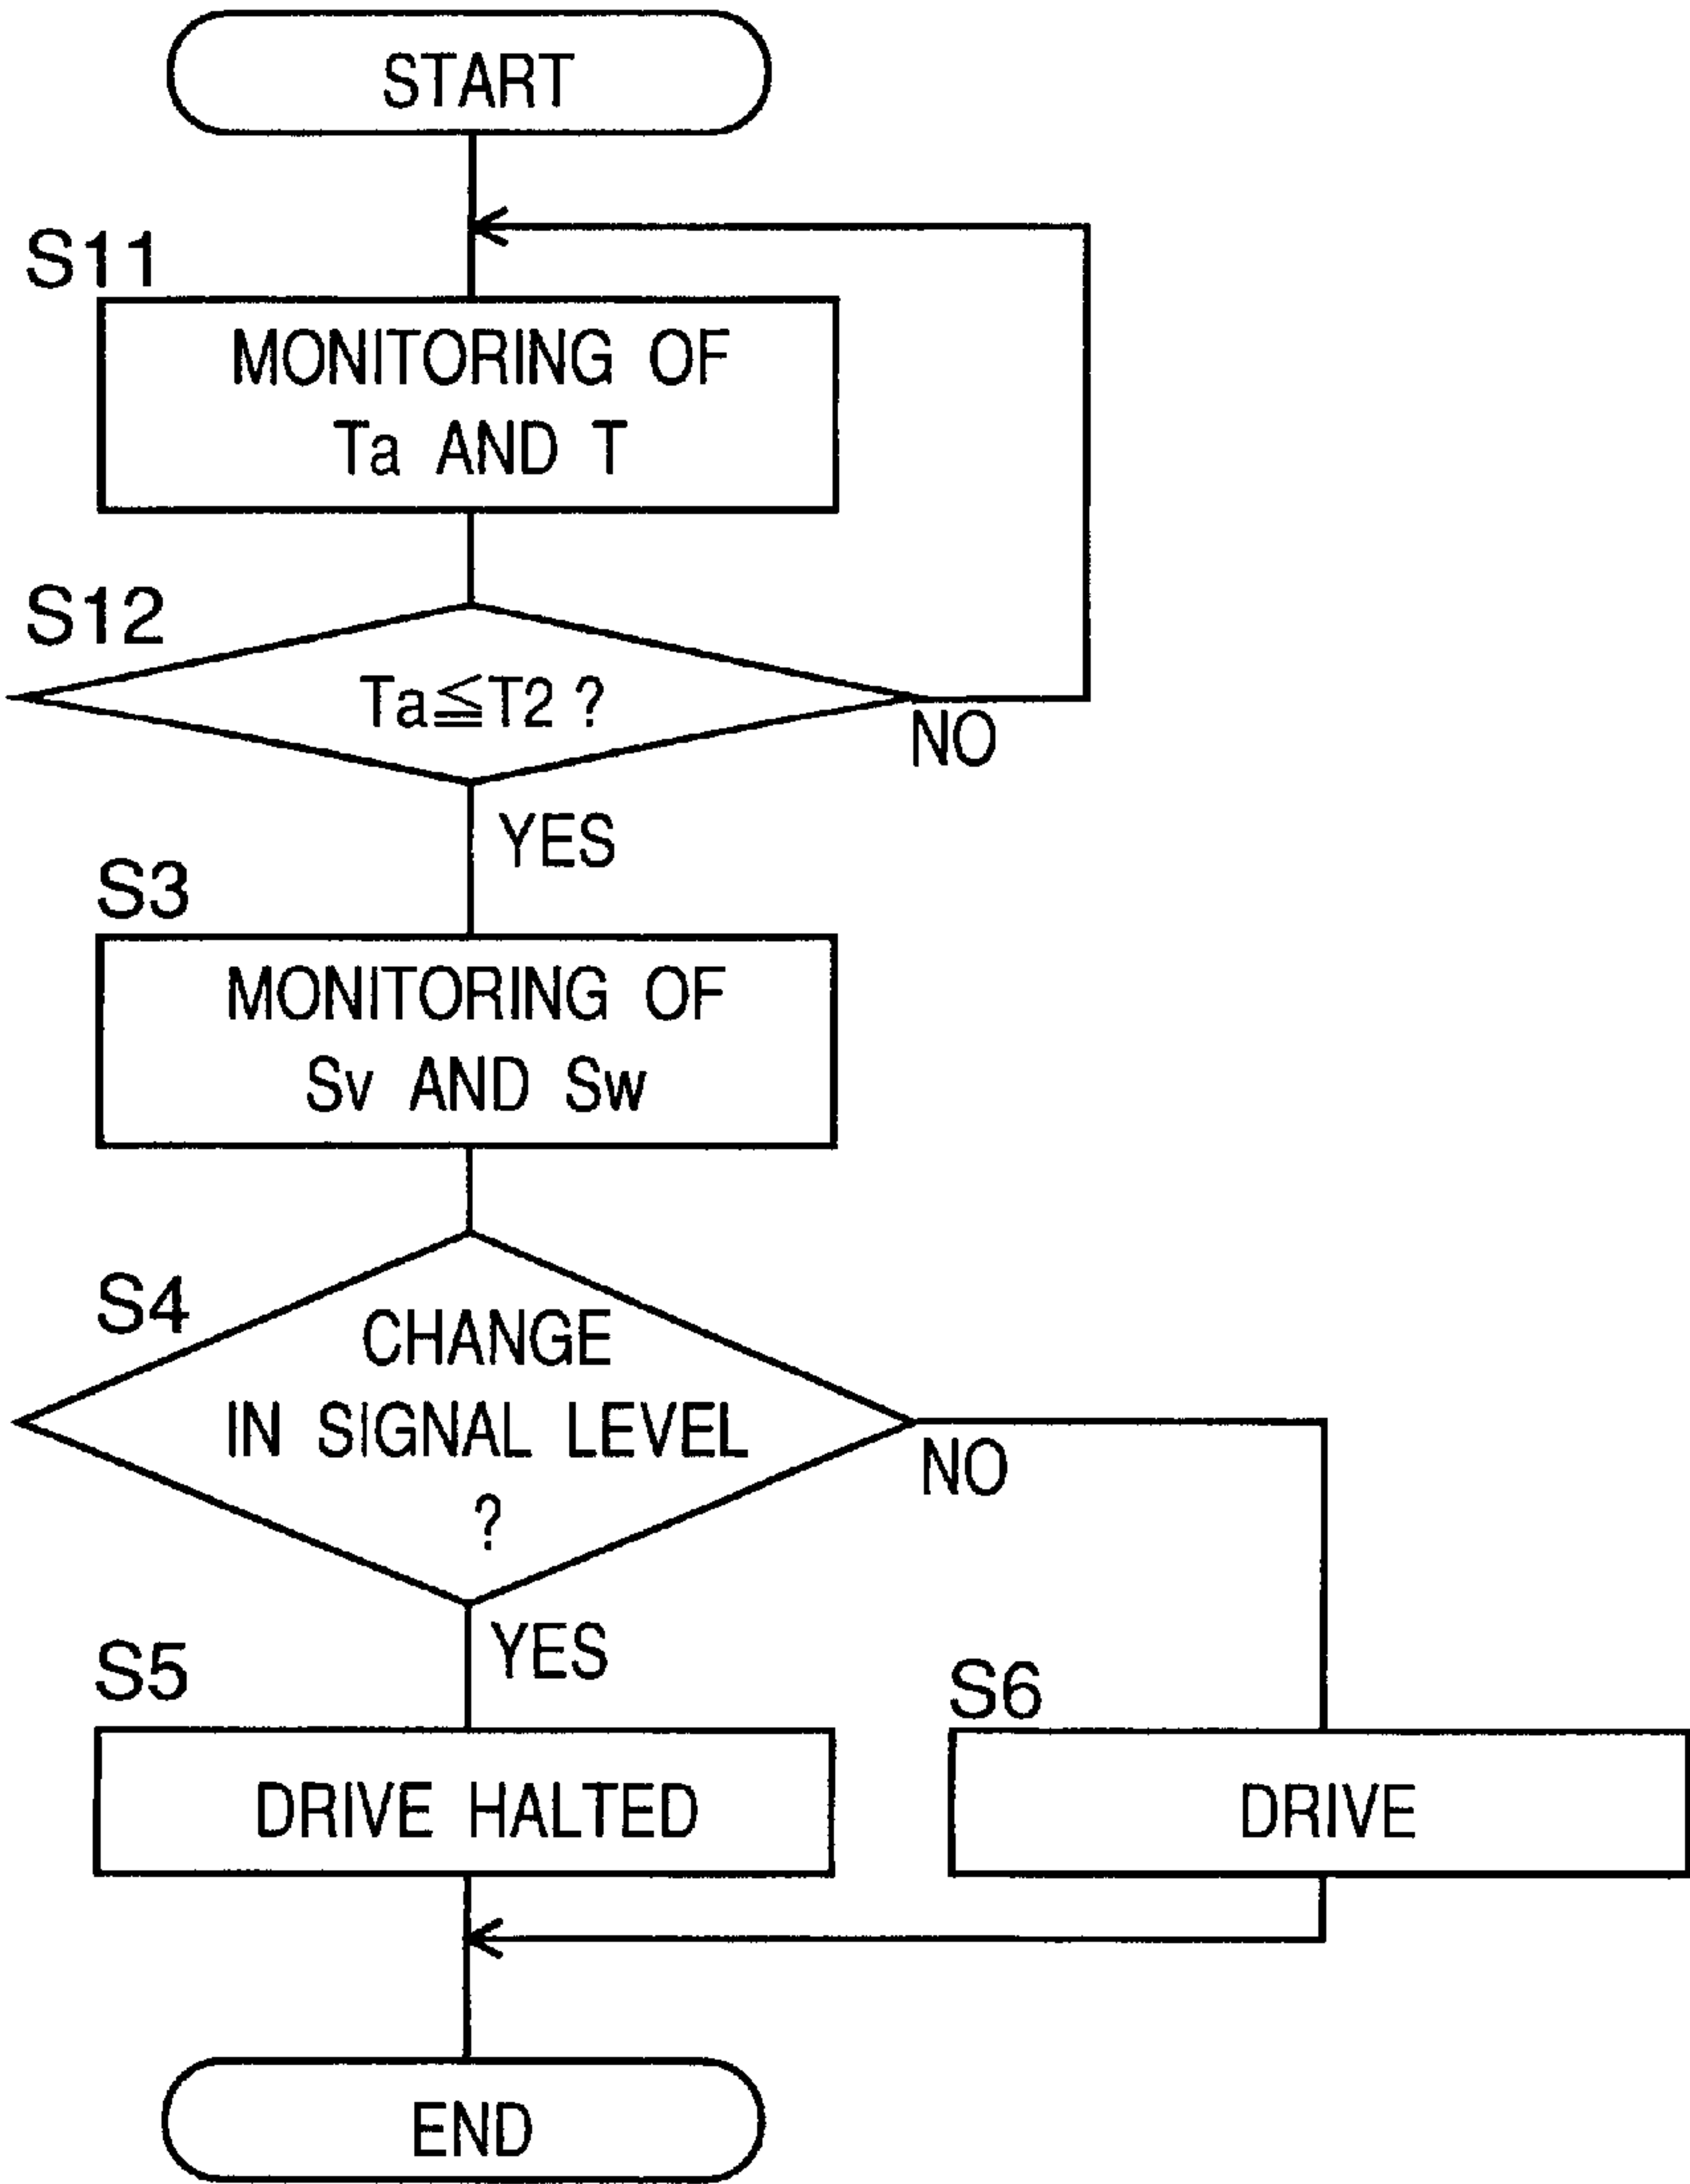 START
S11
MONITORING OF
Ta AND T
S12
Ta≦T2 ?
NO
YES
S3
MONITORING OF
Sv AND Sw
S4
CHANGE
IN SIGNAL LEVEL
?
NO
YES
S5
DRIVE HALTED
S6
DRIVE
END